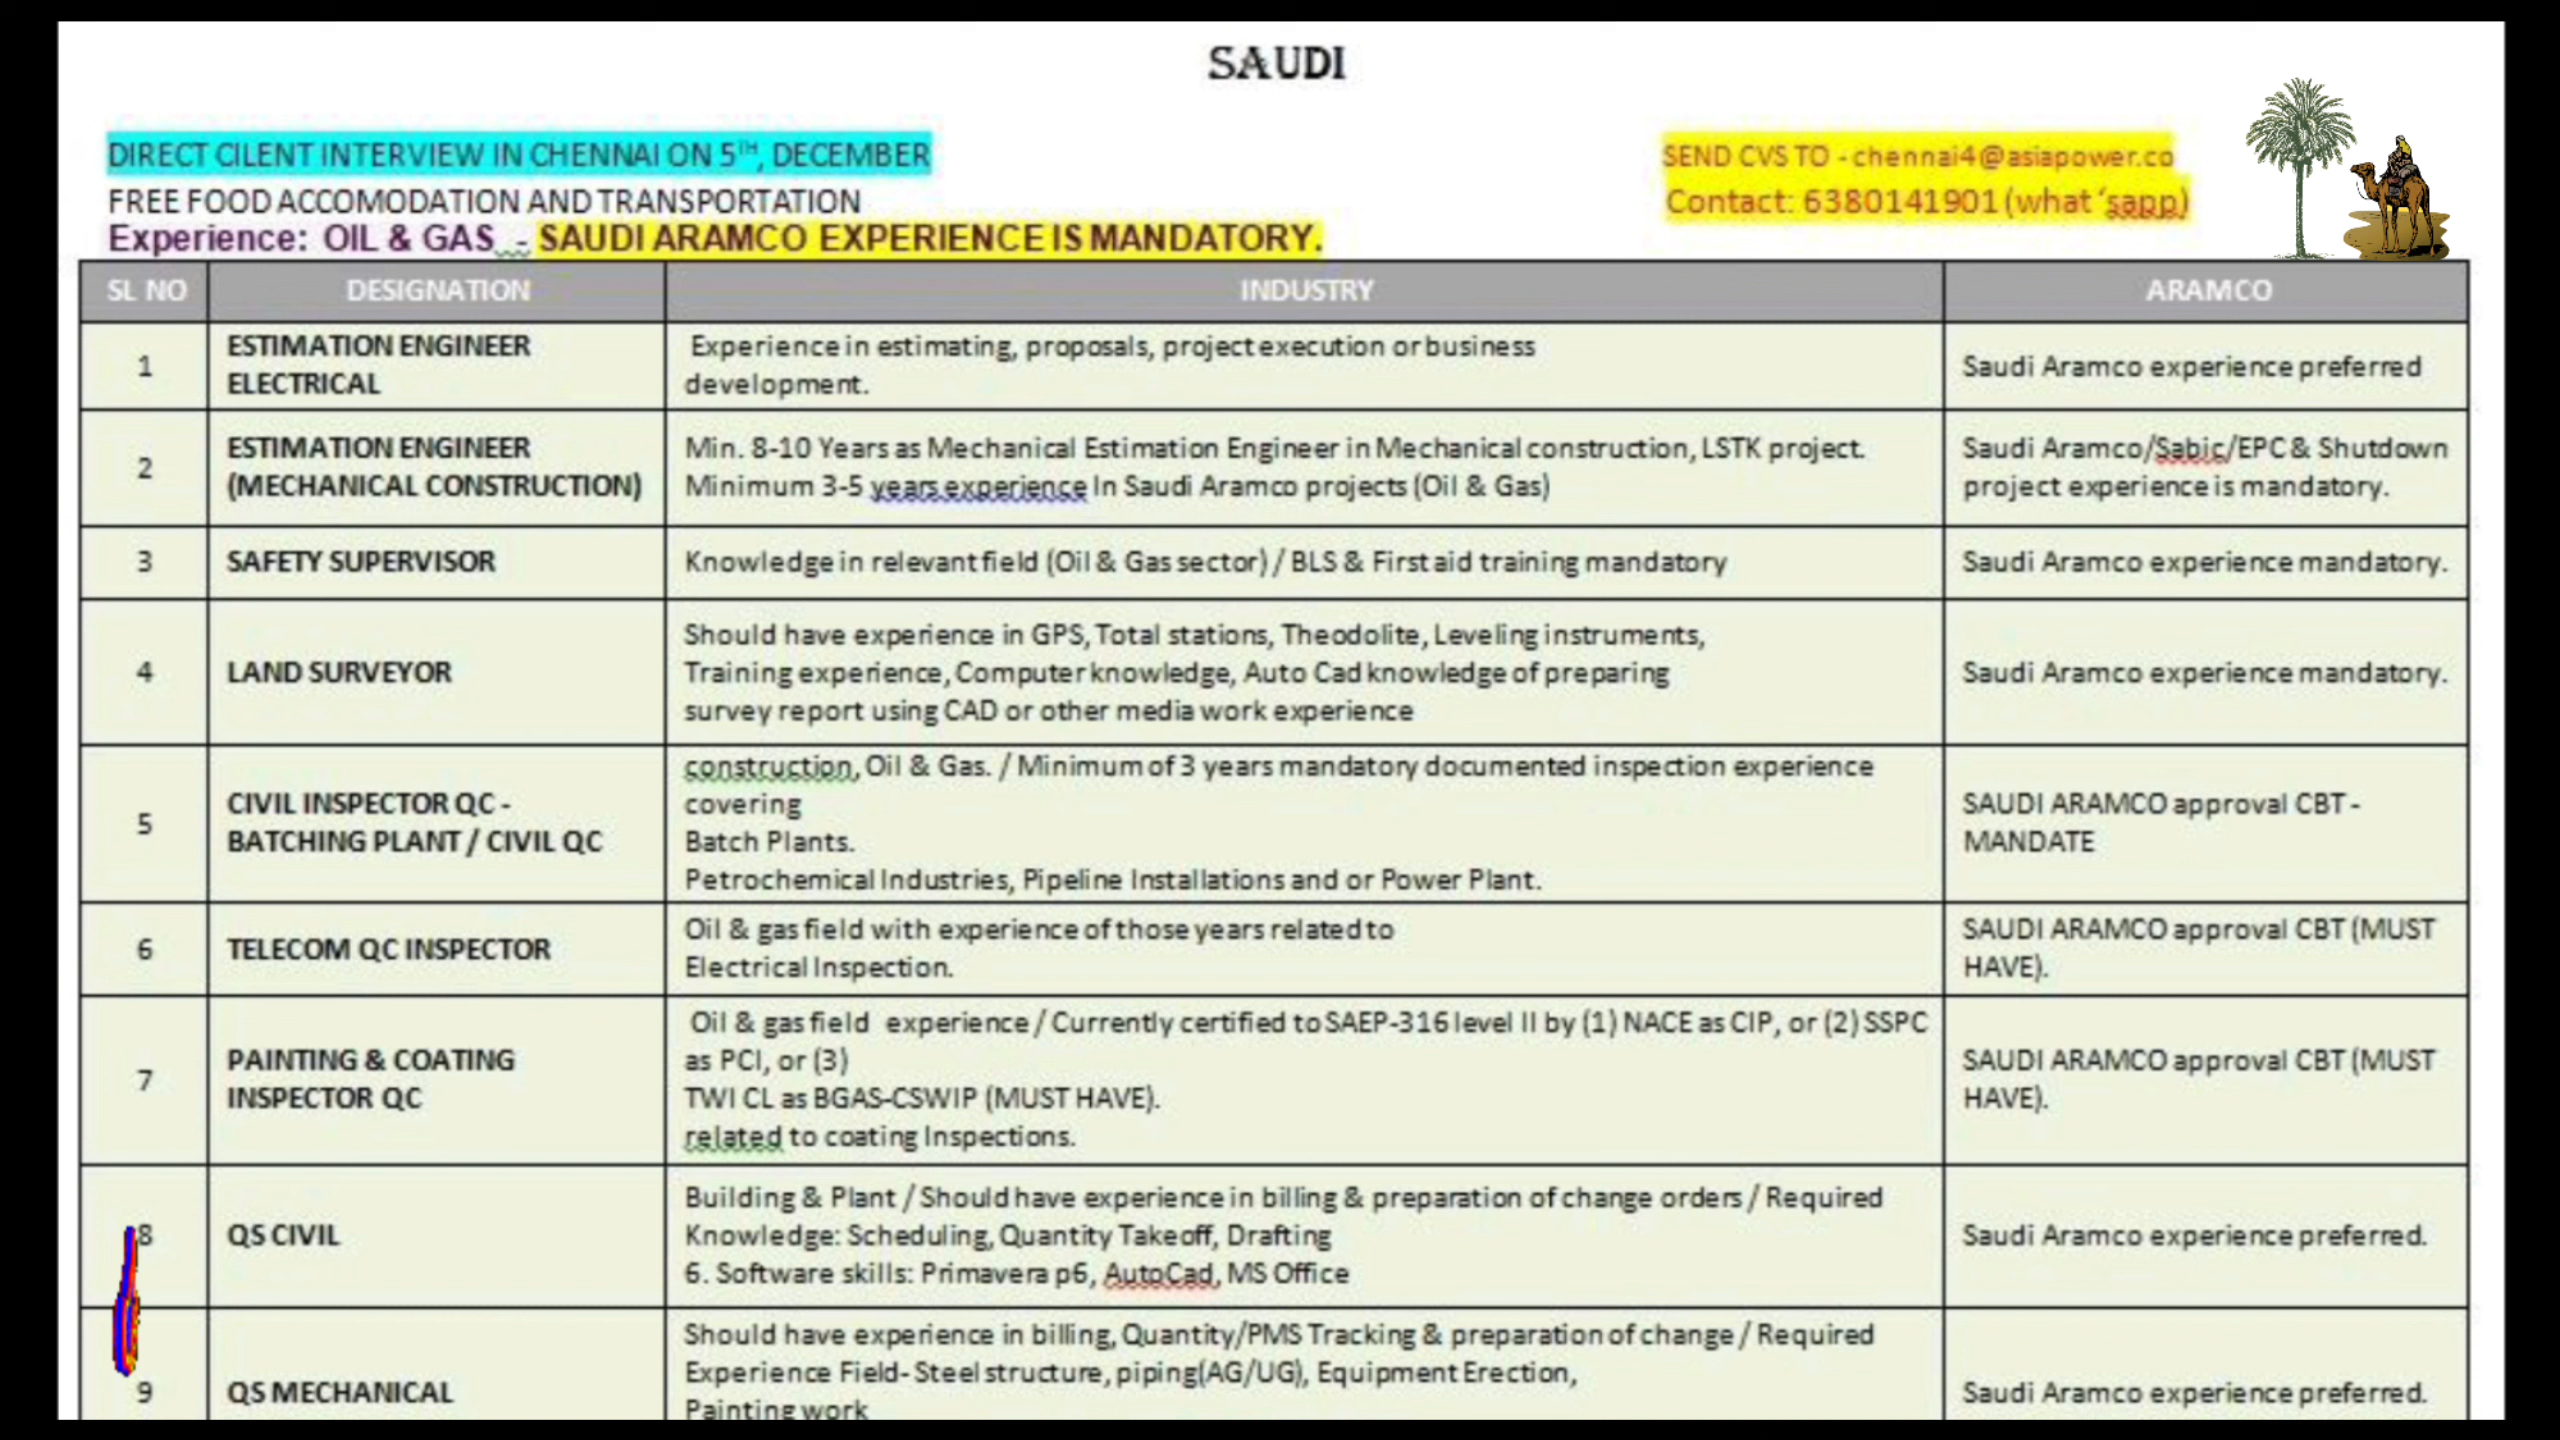 SAUDI
DIRECT CILENT INTERVIEW IN CHENNAI ON 5TH, DECEMBER
SEND CVS TO - chennai4@asiapower.co
FREE FOOD ACCOMODATION AND TRANSPORTATION
Contact: 6380141901 (what 'sapp)
Experience: OIL & GAS - SAUDI ARAMCO EXPERIENCE IS MANDATORY.
SL NO DESIGNATION INDUSTRY ARAMCO
1
ESTIMATION ENGINEER
ELECTRICAL
Experience in estimating, proposals, project execution or business
development.
Saudi Aramco experience preferred
2
ESTIMATION ENGINEER
(MECHANICAL CONSTRUCTION)
Min. 8-10 Years as Mechanical Estimation Engineer in Mechanical construction, LSTK project.
Minimum 3-5 years experience In Saudi Aramco projects (Oil & Gas)
Saudi Aramco/Sabic/EPC & Shutdown
project experience is mandatory.
3
SAFETY SUPERVISOR
Knowledge in relevant field (Oil & Gas sector) / BLS & First aid training mandatory
Saudi Aramco experience mandatory.
4
LAND SURVEYOR
Should have experience in GPS, Total stations, Theodolite, Leveling instruments,
Training experience, Computer knowledge, Auto Cad knowledge of preparing
survey report using CAD or other media work experience
Saudi Aramco experience mandatory.
5
CIVIL INSPECTOR QC -
BATCHING PLANT / CIVIL QC
construction, Oil & Gas. / Minimum of 3 years mandatory documented inspection experience
covering
Batch Plants.
Petrochemical Industries, Pipeline Installations and or Power Plant.
SAUDI ARAMCO approval CBT -
MANDATE
6
TELECOM QC INSPECTOR
Oil & gas field with experience of those years related to
Electrical Inspection.
SAUDI ARAMCO approval CBT (MUST
HAVE).
7
PAINTING & COATING
INSPECTOR QC
Oil & gas field experience / Currently certified to SAEP-316 level II by (1) NACE as CIP, or (2) SSPC
as PCI, or (3)
TWI CL as BGAS-CSWIP (MUST HAVE).
related to coating Inspections.
SAUDI ARAMCO approval CBT (MUST
HAVE).
8
QS CIVIL
Building & Plant / Should have experience in billing & preparation of change orders / Required
Knowledge: Scheduling, Quantity Takeoff, Drafting
6. Software skills: Primavera p6, AutoCad, MS Office
Saudi Aramco experience preferred.
9
QS MECHANICAL
Should have experience in billing, Quantity/PMS Tracking & preparation of change / Required
Experience Field- Steel structure, piping(AG/UG), Equipment Erection,
Painting work
Saudi Aramco experience preferred.